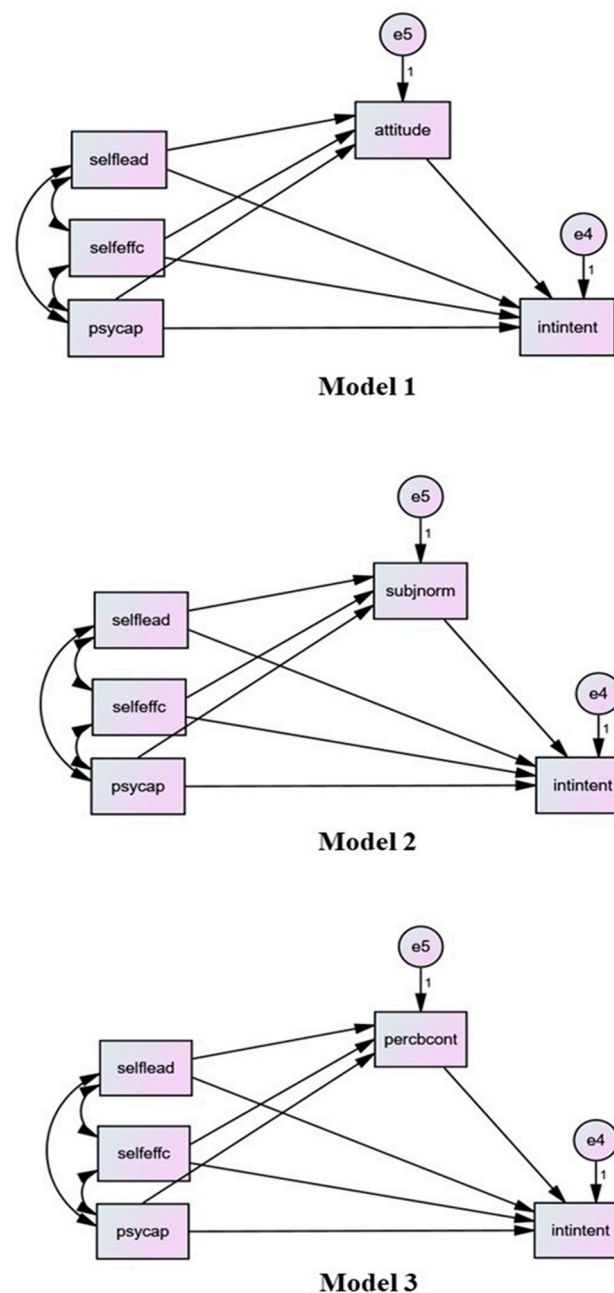 e5
1
attitude
selflead
e4
selfeffc
1
psycap
intintent
Model 1
e5
1
subjnorm
selflead
e4
selfeffc
1
psycap
intintent
Model 2
e5
1
percbcont
selflead
e4
selfeffc
1
psycap
intintent
Model 3